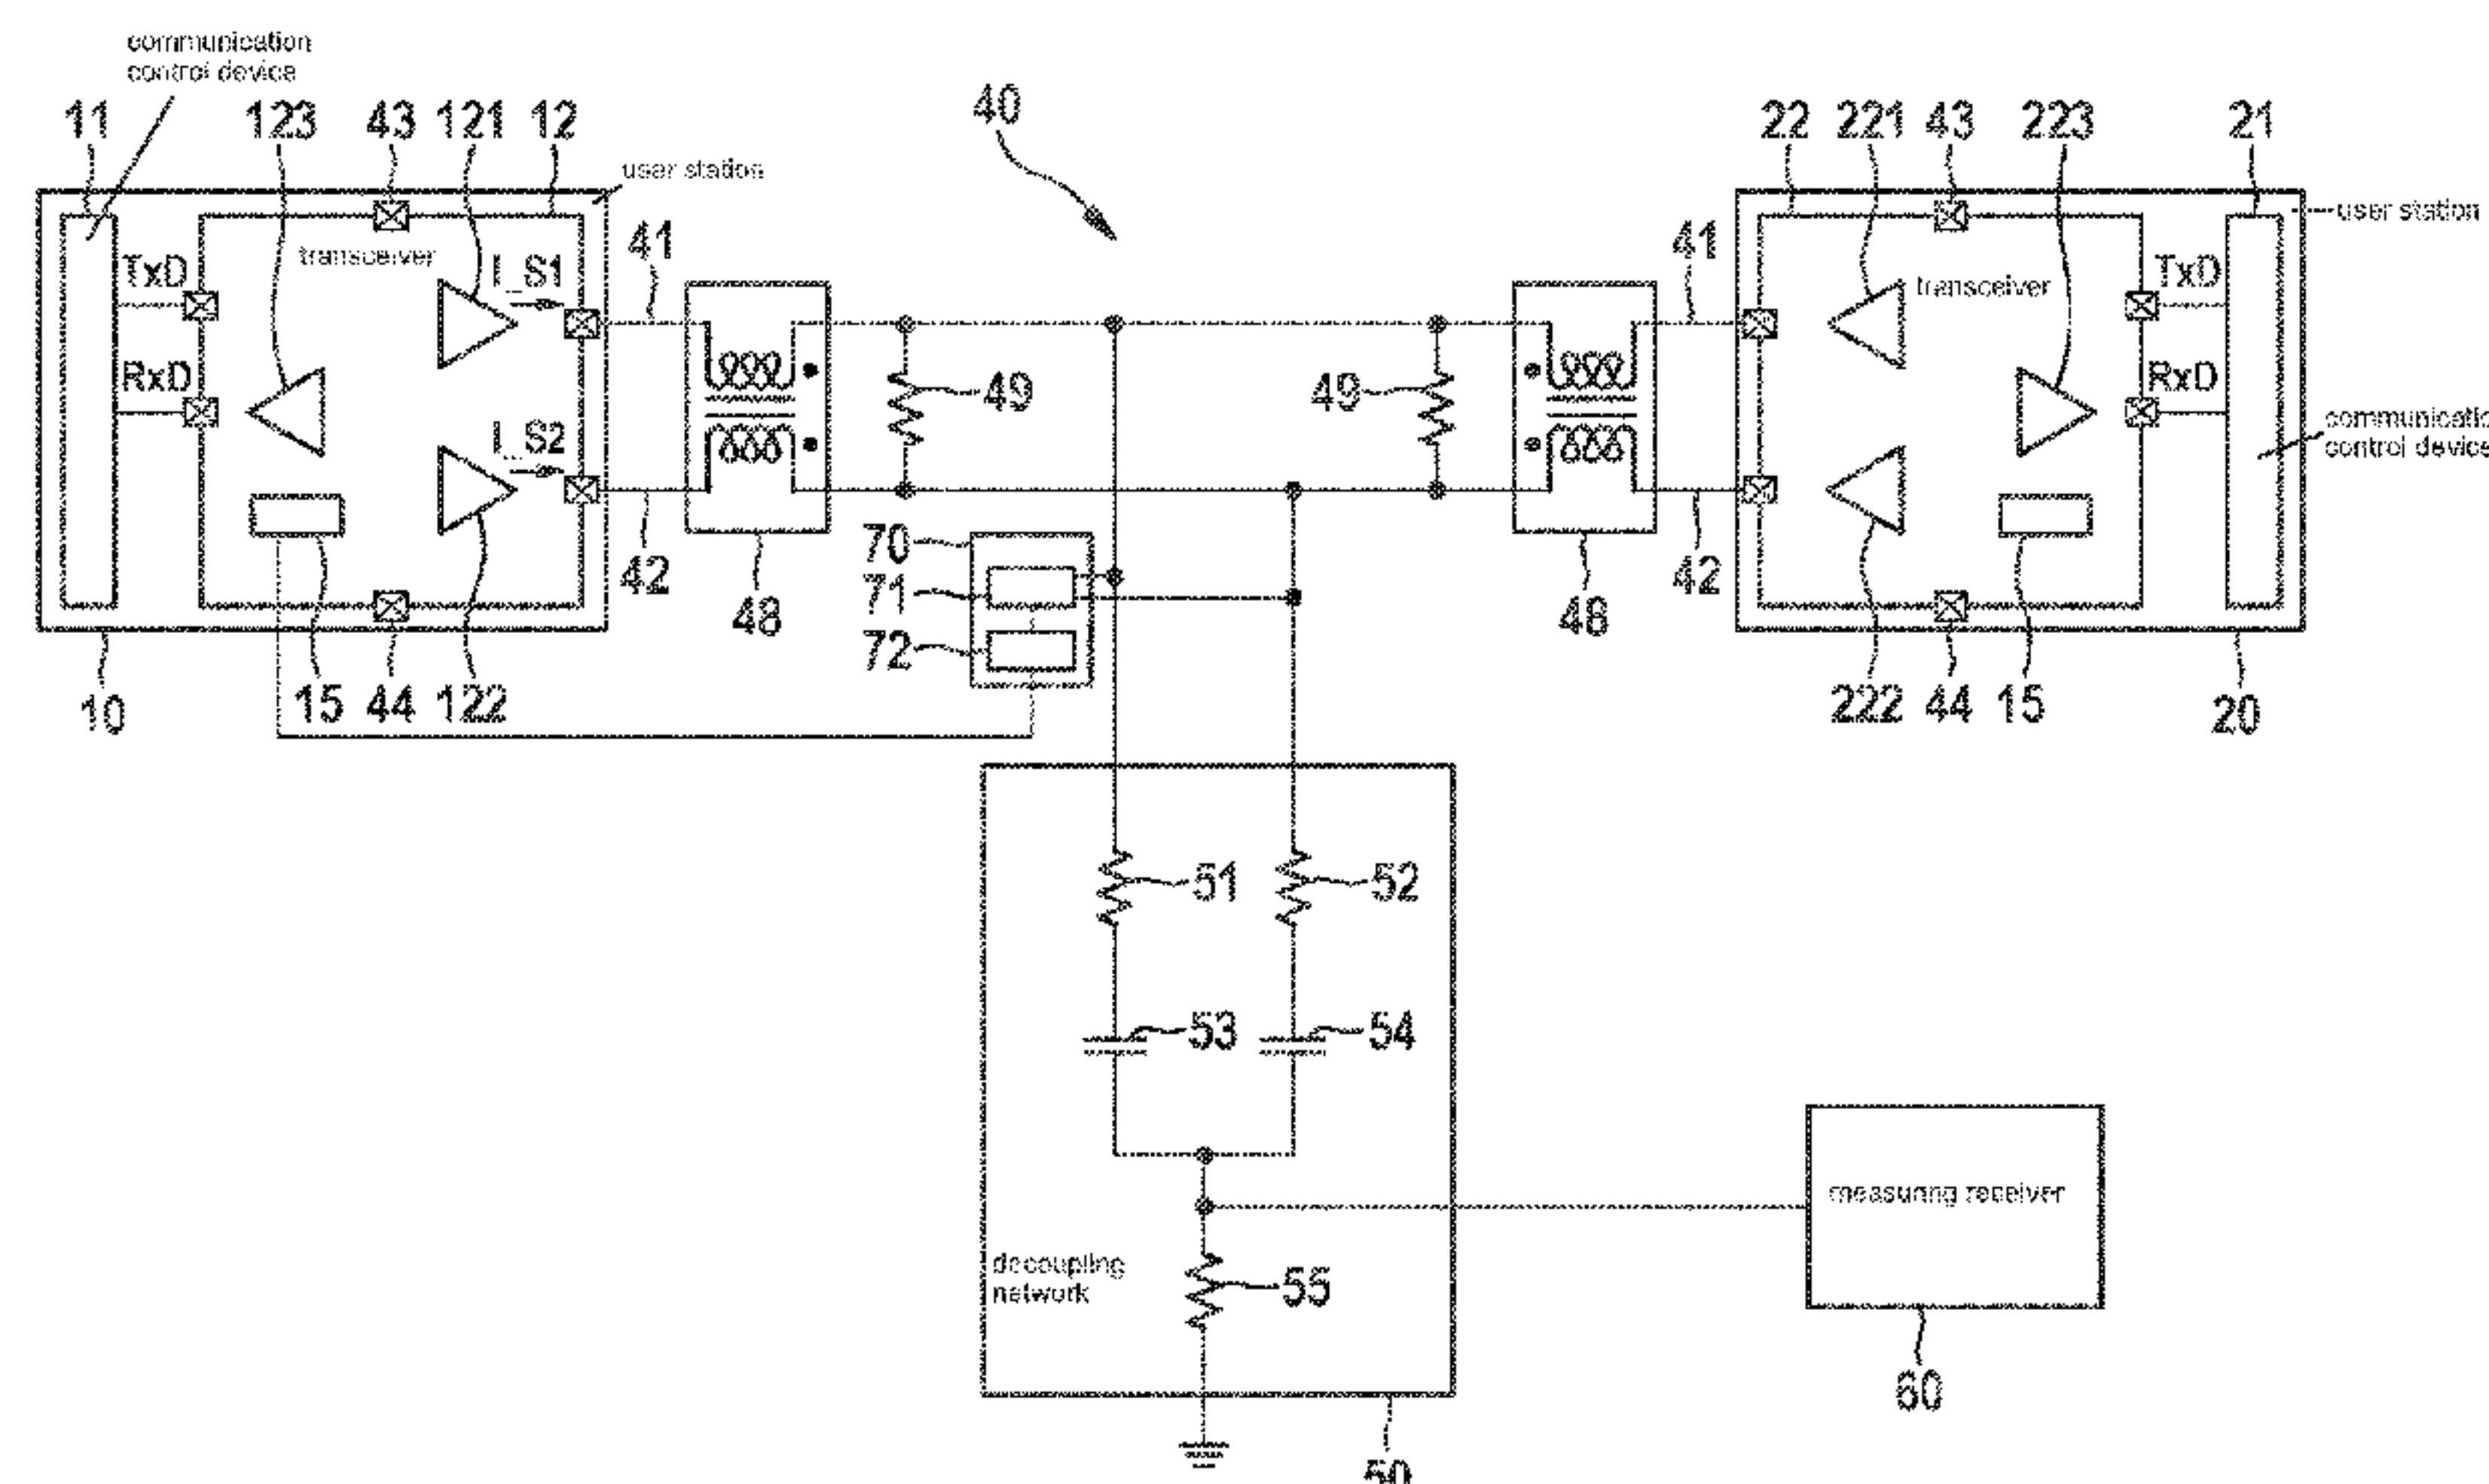 communication
control device
11
123
43
121
12
40
22
221
43
223
21
user station
user station
TxD
transceiver
I_S1
41
41
transceiver
TxD
RxD
49
49
RxD
I_S2
control device
70
42
42
71
48
48
72
10
15
44
122
222
44
15
20
51
52
53
54
measuring receiver
decoupling
network
55
60
50